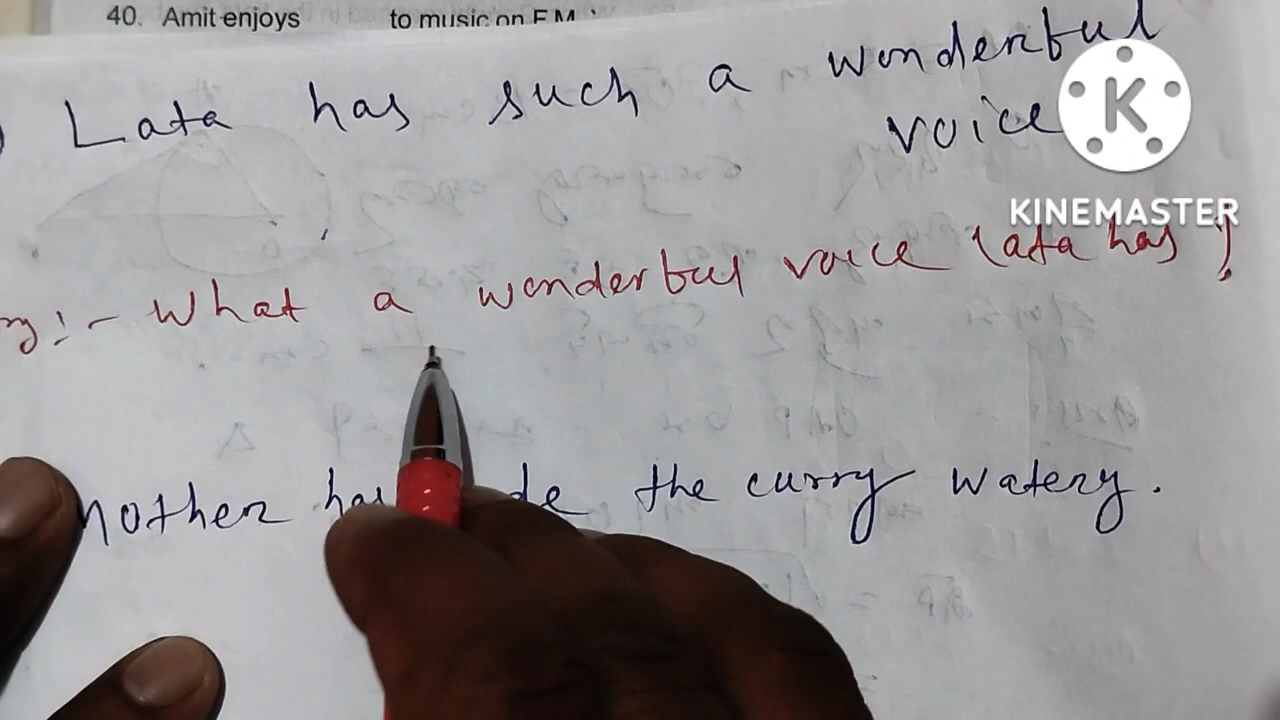 40. Amit enjoys to music on F.M.
Lata has such a wonderful
voice
KINEMASTER
:- What a wonderful voice Lata has!
mother has the curry watery.